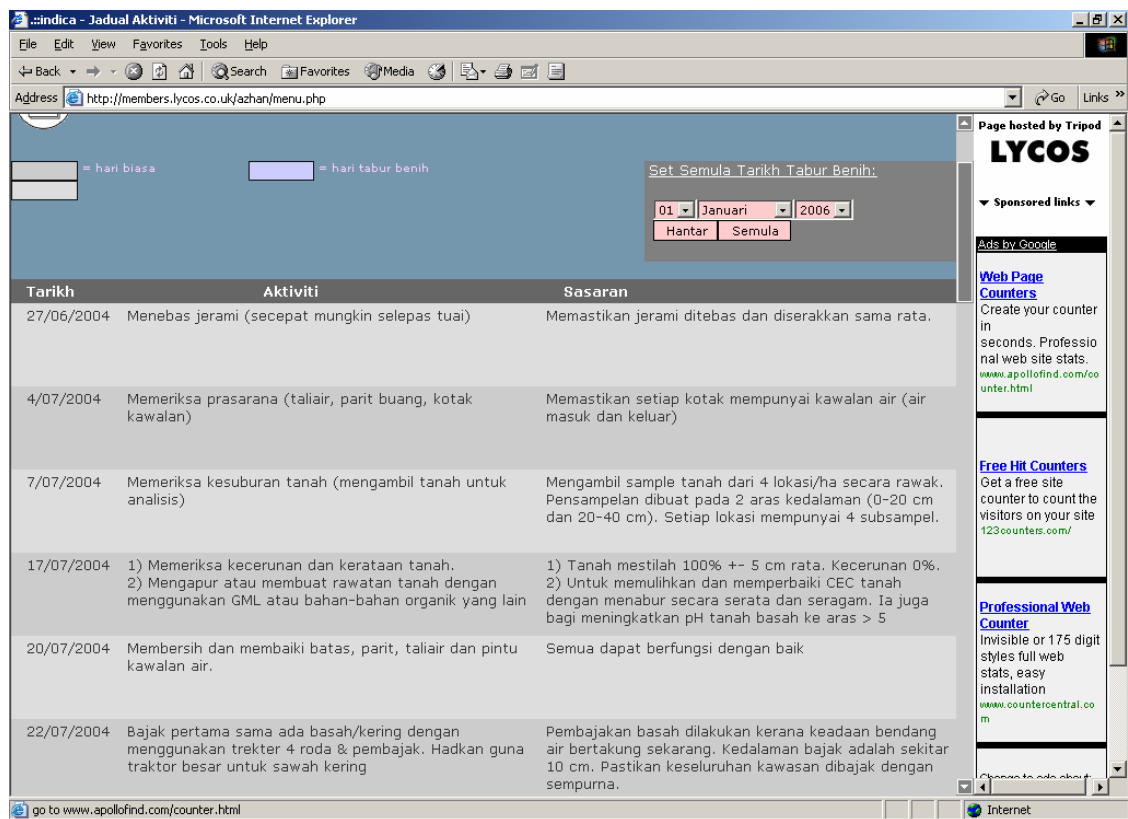 .::indica - Jadual Aktiviti - Microsoft Internet Explorer
File Edit View Favorites Tools Help
Back Search Favorites Media
Address http://members.lycos.co.uk/azhan/menu.php Go Links »
= hari biasa = hari tabur benih
Set Semula Tarikh Tabur Benih:
01 Januari 2006
Hantar Semula
Tarikh Aktiviti Sasaran
27/06/2004 Menebas jerami (secepat mungkin selepas tuai) Memastikan jerami ditebas dan diserakkan sama rata.
4/07/2004 Memeriksa prasarana (taliair, parit buang, kotak Memastikan setiap kotak mempunyai kawalan air (air
kawalan) masuk dan keluar)
7/07/2004 Memeriksa kesuburan tanah (mengambil tanah untuk Mengambil sample tanah dari 4 lokasi/ha secara rawak.
analisis) Pensampelan dibuat pada 2 aras kedalaman (0-20 cm
dan 20-40 cm). Setiap lokasi mempunyai 4 subsampel.
17/07/2004 1) Memeriksa kecerunan dan kerataan tanah. 1) Tanah mestilah 100% +- 5 cm rata. Kecerunan 0%.
2) Mengapur atau membuat rawatan tanah dengan 2) Untuk memulihkan dan memperbaiki CEC tanah
menggunakan GML atau bahan-bahan organik yang lain dengan menabur secara serata dan seragam. Ia juga
bagi meningkatkan pH tanah basah ke aras > 5
20/07/2004 Membersih dan membaiki batas, parit, taliair dan pintu Semua dapat berfungsi dengan baik
kawalan air.
22/07/2004 Bajak pertama sama ada basah/kering dengan Pembajakan basah dilakukan kerana keadaan bendang
menggunakan trekter 4 roda & pembajak. Hadkan guna air bertakung sekarang. Kedalaman bajak adalah sekitar
traktor besar untuk sawah kering 10 cm. Pastikan keseluruhan kawasan dibajak dengan
sempurna.
Page hosted by Tripod
LYCOS
Sponsored links
Ads by Google
Web Page
Counters
Create your counter
in
seconds. Professio
nal web site stats.
www.apollofind.com/co
unter.html
Free Hit Counters
Get a free site
counter to count the
visitors on your site
123counters.com/
Professional Web
Counter
Invisible or 175 digit
styles full web
stats, easy
installation
www.countercentral.co
m
go to www.apollofind.com/counter.html Internet